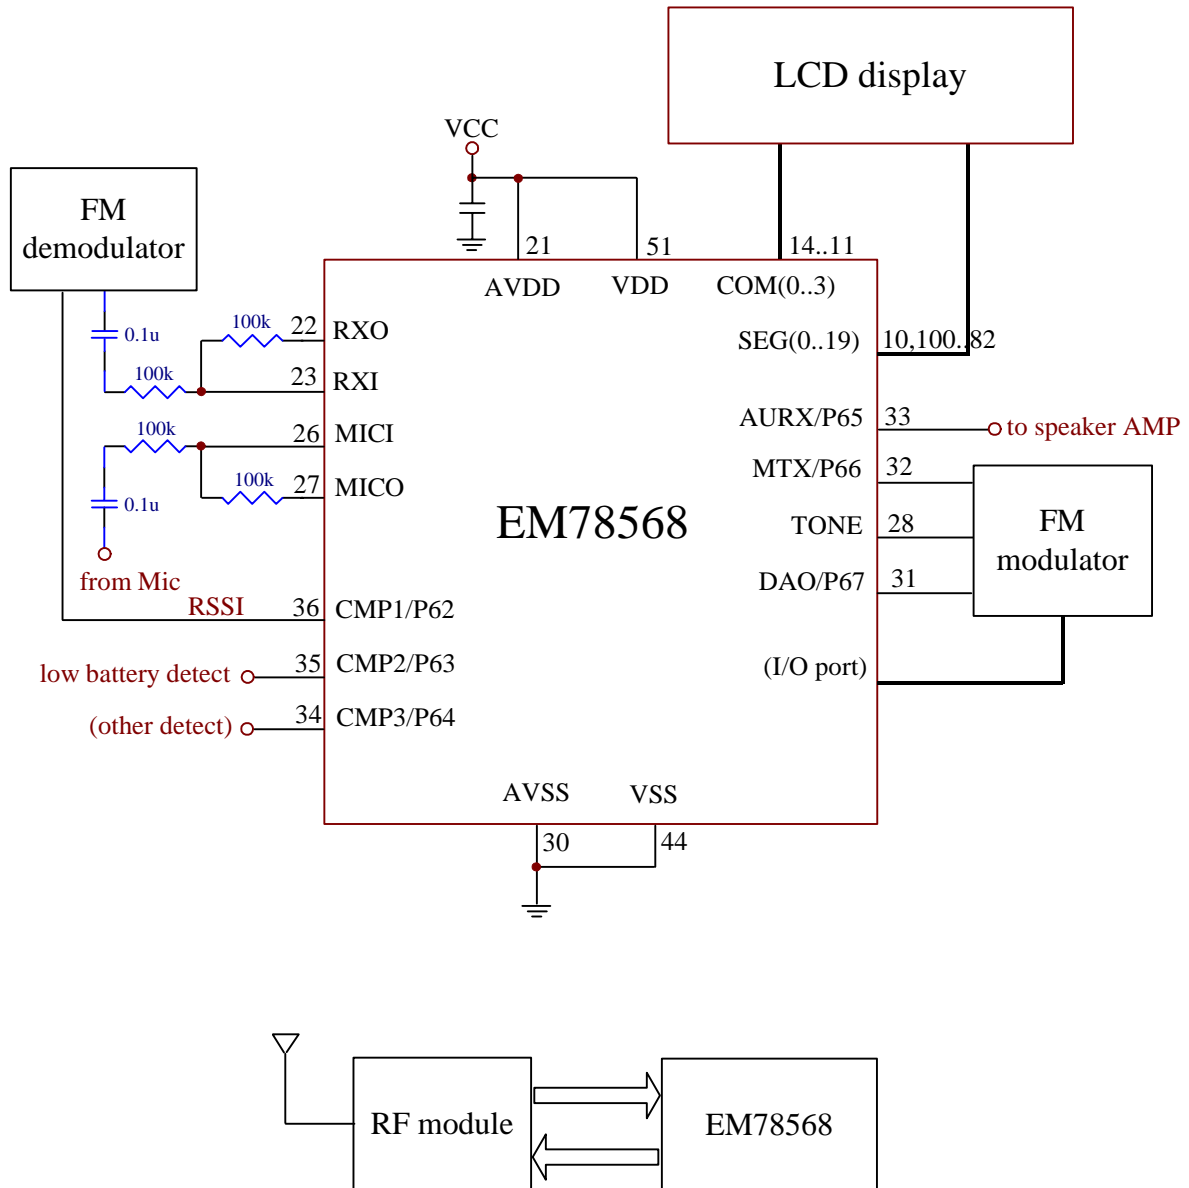 LCD display
VCC
FM
demodulator
21
51
14..11
AVDD
VDD
COM(0..3)
0.1u
100k
22
RXO
SEG(0..19)
10,100..82
100k
23
RXI
AURX/P65
33
to speaker AMP
100k
26
MICI
MTX/P66
32
100k
27
MICO
0.1u
EM78568
TONE
28
FM
modulator
from Mic
DAO/P67
31
RSSI
36
CMP1/P62
low battery detect
35
CMP2/P63
(I/O port)
(other detect)
34
CMP3/P64
AVSS
VSS
30
44
RF module
EM78568